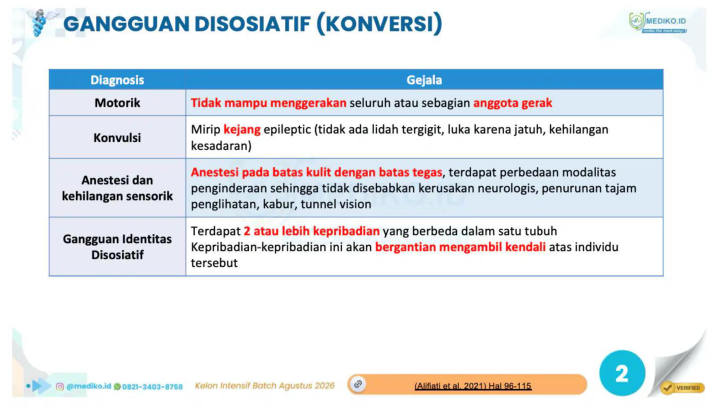 GANGGUAN DISOSIATIF (KONVERSI)
MEDIKO.ID
Diagnosis
Gejala
Motorik
Tidak mampu menggerakan seluruh atau sebagian anggota gerak
Konvulsi
Mirip kejang epileptic (tidak ada lidah tergigit, luka karena jatuh, kehilangan
kesadaran)
Anestesi dan
kehilangan sensorik
Anestesi pada batas kulit dengan batas tegas, terdapat perbedaan modalitas
penginderaan sehingga tidak disebabkan kerusakan neurologis, penurunan tajam
penglihatan, kabur, tunnel vision
Gangguan Identitas
Disosiatif
Terdapat 2 atau lebih kepribadian yang berbeda dalam satu tubuh
Kepribadian-kepribadian ini akan bergantian mengambil kendali atas individu
tersebut
@mediko.id 0821-3403-8758
Kelon Intensif Batch Agustus 2026
(Alifiati et al, 2021) Hal 96-115
2
VERIFIED